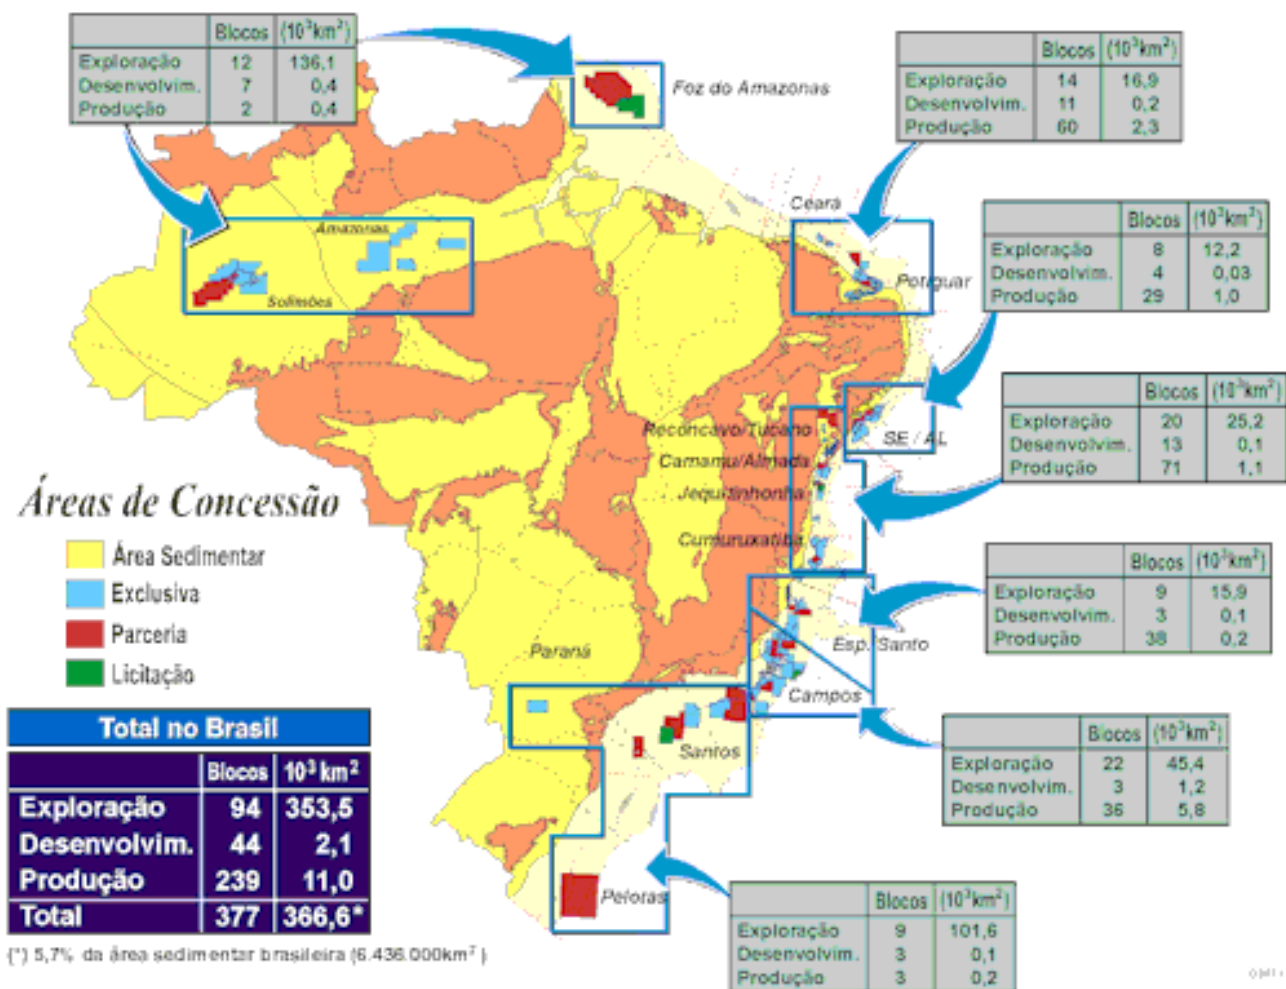 Blocos (10³km²)
Exploração 12 136,1
Desenvolvim. 7 0,4
Produção 2 0,4
Foz do Amazonas
Blocos (10³km²)
Exploração 14 16,9
Desenvolvim. 11 0,2
Produção 60 2,3
Ceará
Potiguar
Amazonas
Solimões
Blocos (10³km²)
Exploração 8 12,2
Desenvolvim. 4 0,03
Produção 29 1,0
Blocos (10³km²)
Exploração 20 25,2
Desenvolvim. 13 0,1
Produção 71 1,1
Reconcavo/Tucano
SE / AL
Camamu/Almada
Jequitinhonha
Cumuruxatiba
Áreas de Concessão
Área Sedimentar
Exclusiva
Parceria
Licitação
Blocos (10³km²)
Exploração 9 15,9
Desenvolvim. 3 0,1
Produção 38 0,2
Esp. Santo
Paraná
Campos
Santos
Blocos (10³km²)
Exploração 22 45,4
Desenvolvim. 3 1,2
Produção 36 5,8
Total no Brasil
Blocos 10³ km²
Exploração 94 353,5
Desenvolvim. 44 2,1
Produção 239 11,0
Total 377 366,6*
(*) 5,7% da área sedimentar brasileira (6.436.000km²)
Pelotas
Blocos (10³km²)
Exploração 9 101,6
Desenvolvim. 3 0,1
Produção 3 0,2